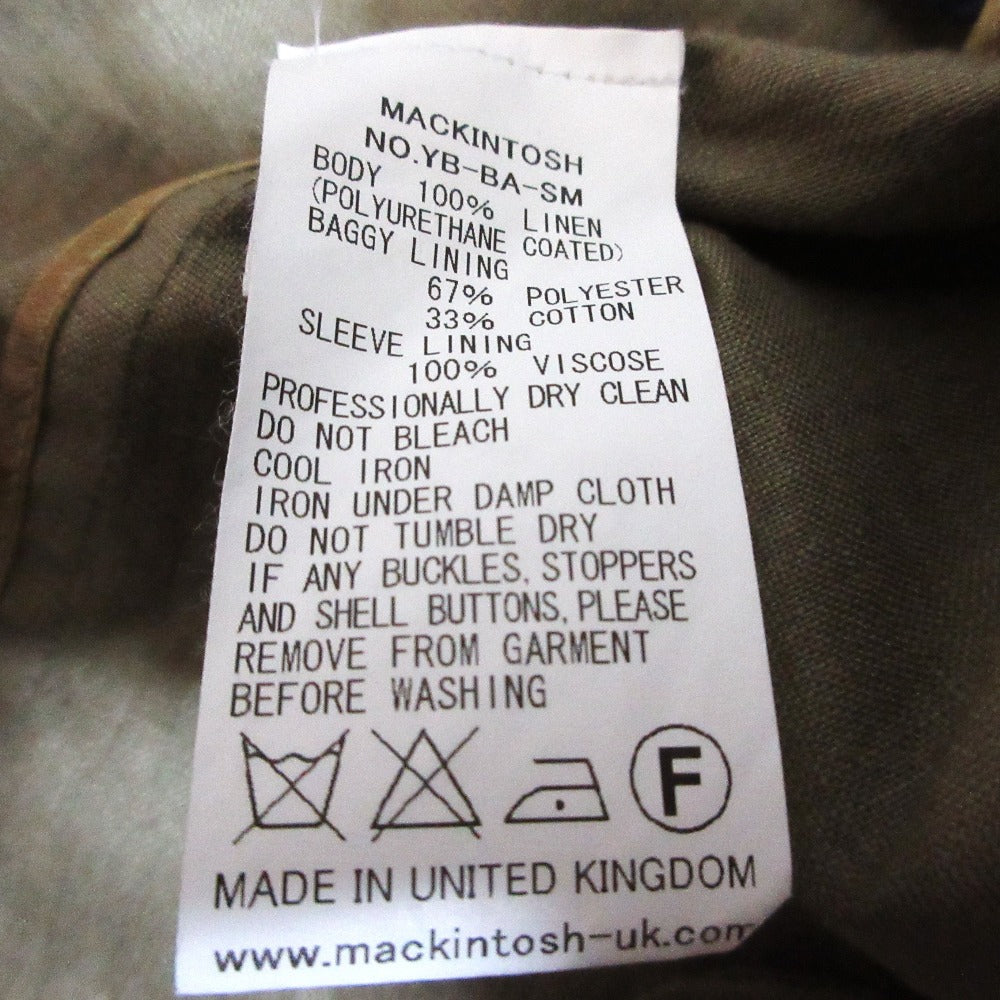 MACKINTOSH
NO.YB-BA-SM
BODY 100% LINEN
(POLYURETHANE COATED)
BAGGY LINING
67% POLYESTER
33% COTTON
SLEEVE LINING
100% VISCOSE
PROFESSIONALLY DRY CLEAN
DO NOT BLEACH
COOL IRON
IRON UNDER DAMP CLOTH
DO NOT TUMBLE DRY
IF ANY BUCKLES, STOPPERS
AND SHELL BUTTONS, PLEASE
REMOVE FROM GARMENT
BEFORE WASHING
F
MADE IN UNITED KINGDOM
www.mackintosh-uk.com